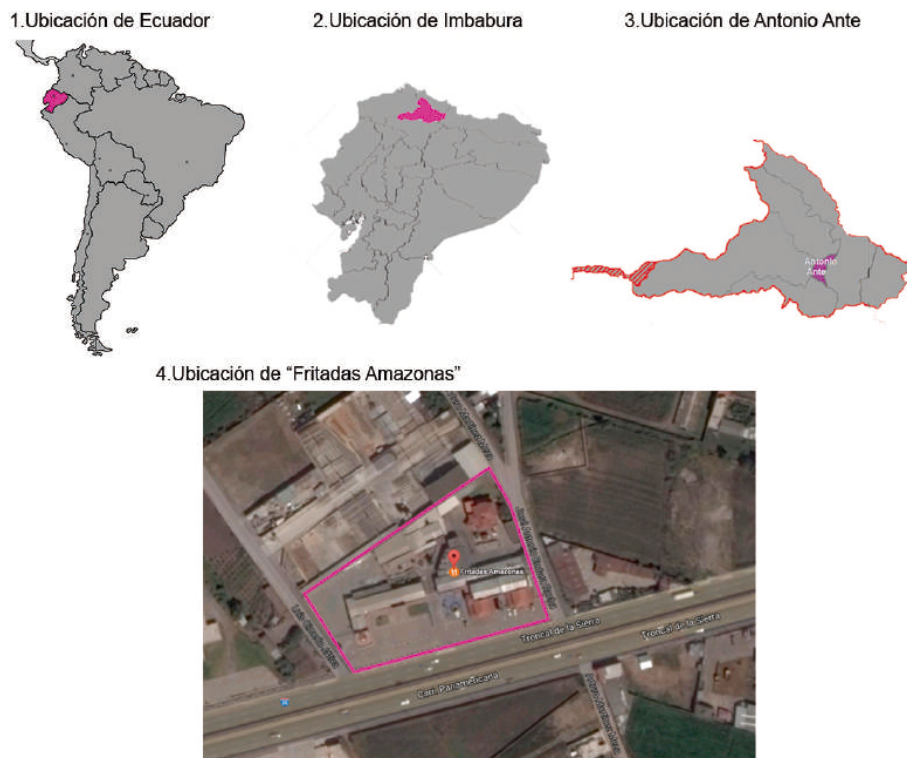 1.Ubicación de Ecuador
2.Ubicación de Imbabura
3.Ubicación de Antonio Ante
Antonio
Ante
4.Ubicación de “Fritadas Amazonas”
Fritadas Amazonas
Troncal de la Sierra
Troncal de la Sierra
Carr. Panamericana